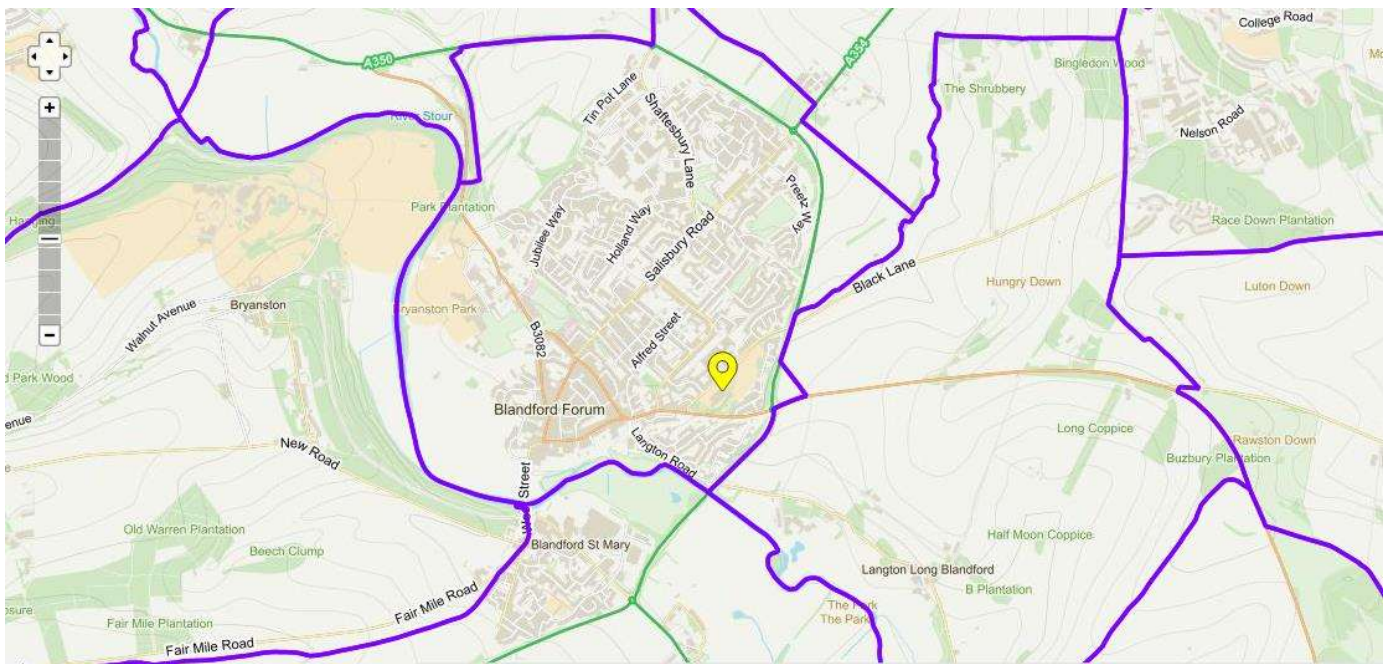 College Road
A350
A354
Bingledon Wood
The Shrubbery
Tin Pot Lane
Shaftesbury Lane
River Stour
Nelson Road
Preetz Way
Park Plantation
Race Down Plantation
Jubilee Way
Holland Way
Salisbury Road
Black Lane
Hungry Down
Luton Down
Bryanston
Bryanston Park
Walnut Avenue
B3082
Alfred Street
d Park Wood
Blandford Forum
enue
Langton Road
Long Coppice
Rawston Down
New Road
Buzbury Plantation
West Street
Old Warren Plantation
Half Moon Coppice
Beech Clump
Blandford St Mary
Langton Long Blandford
B Plantation
Fair Mile Road
The Park
The Park
Fair Mile Plantation
Fair Mile Road